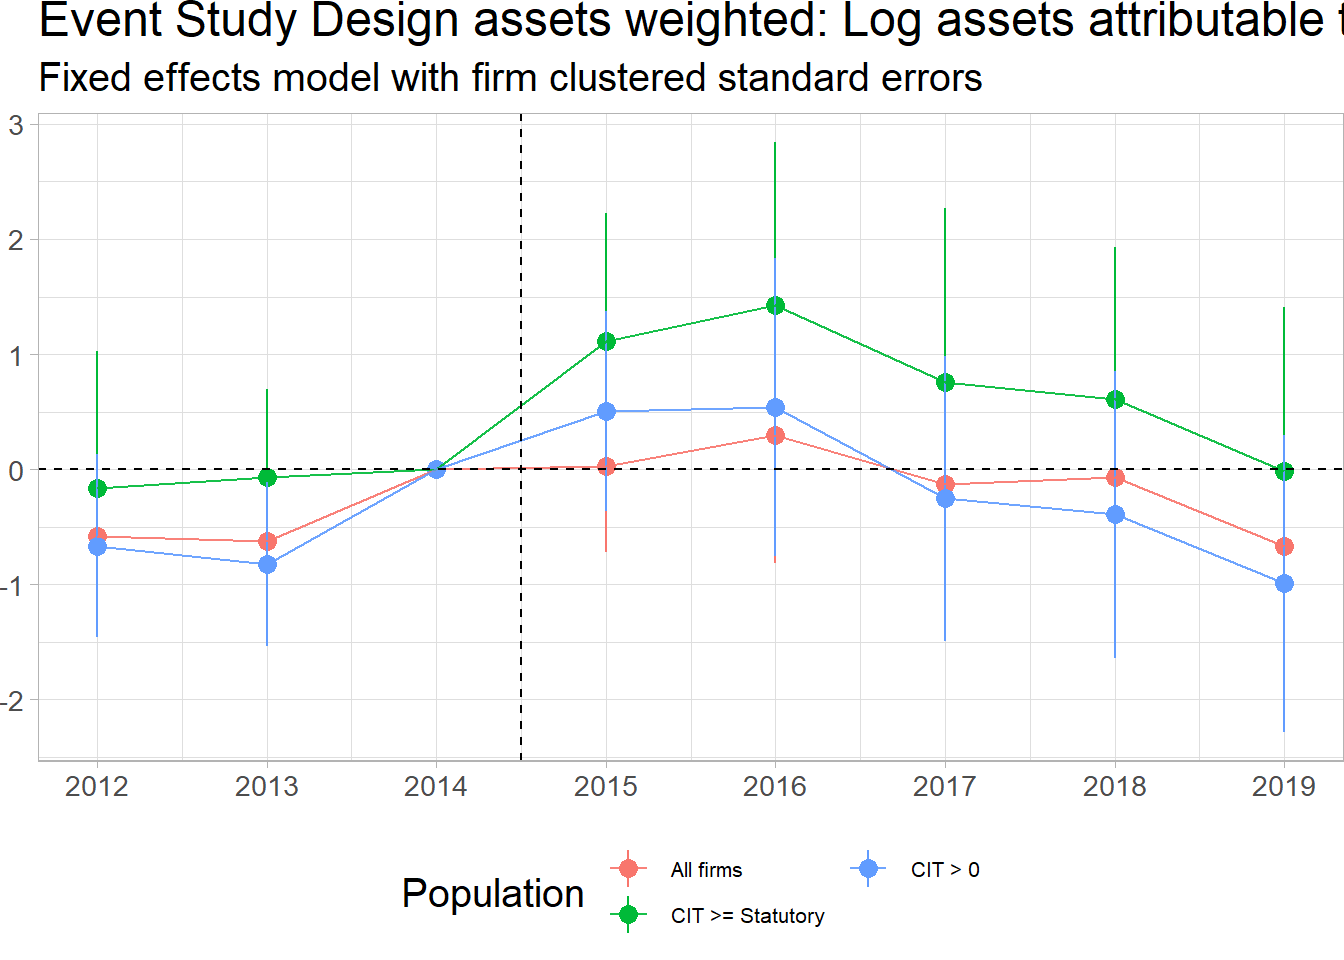 Event Study Design assets weighted: Log assets attributable
Fixed effects model with firm clustered standard errors
3
2
1
0
-1
-2
2012 2013 2014 2015 2016 2017 2018 2019
Population
All firms
CIT > 0
CIT >= Statutory